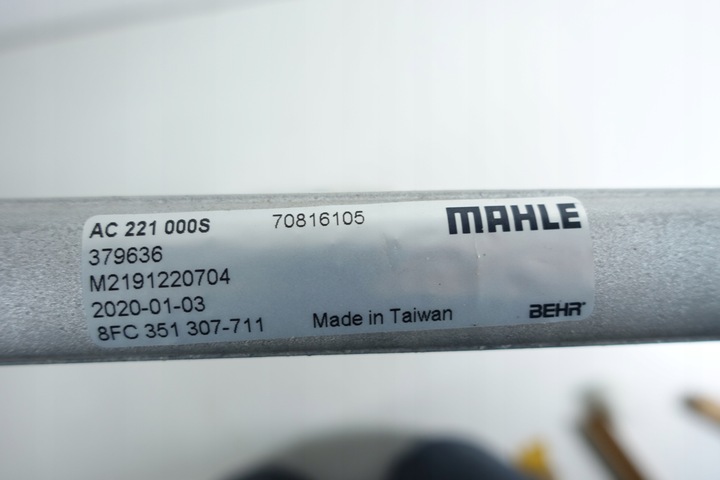 AC 221 000S 70816105 MAHLE
379636
M2191220704
2020-01-03
8FC 351 307-711 Made in Taiwan BEHR